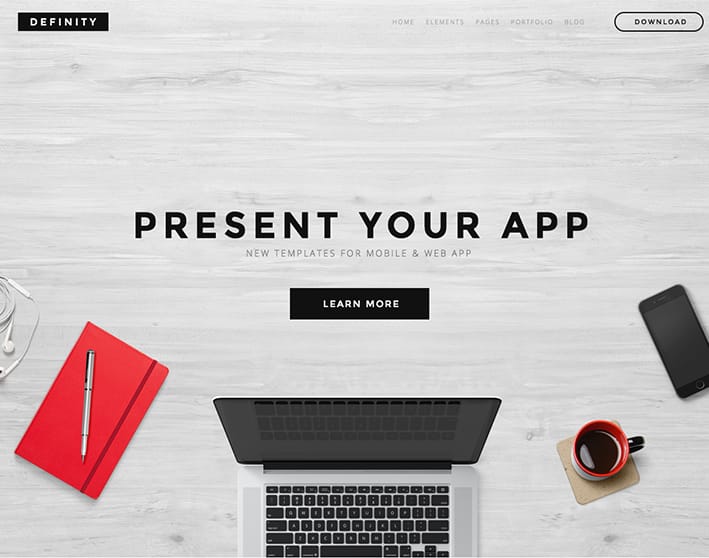 DEFINITY
HOME ELEMENTS PAGES PORTFOLIO BLOG
DOWNLOAD
PRESENT YOUR APP
NEW TEMPLATES FOR MOBILE & WEB APP
LEARN MORE